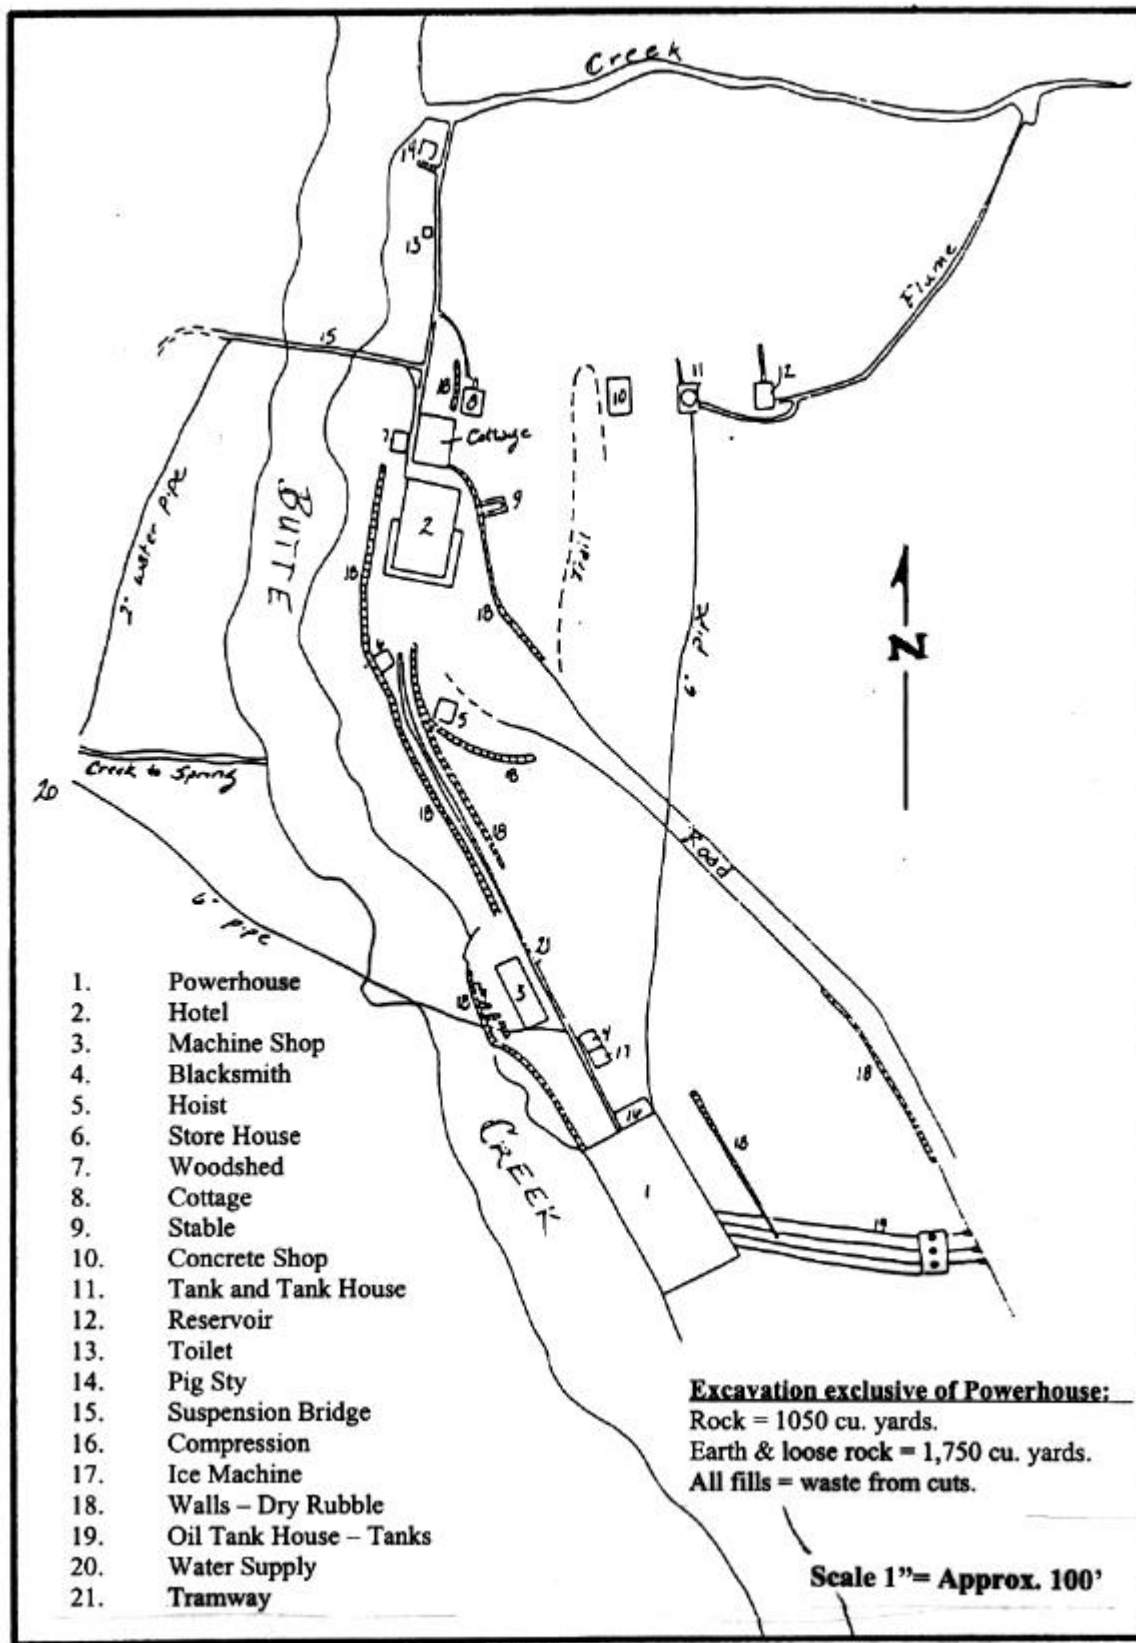 Creek
14
13
Flume
15
18
8
10
11
12
7
Cottage
9
2
BUTTE
2" water pipe
Trail
18
18
6" pipe
4
5
18
Creek to Spring
20
18
18
Road
6" pipe
21
3
18
4
17
18
16
18
CREEK
1
19
N
1. Powerhouse
2. Hotel
3. Machine Shop
4. Blacksmith
5. Hoist
6. Store House
7. Woodshed
8. Cottage
9. Stable
10. Concrete Shop
11. Tank and Tank House
12. Reservoir
13. Toilet
14. Pig Sty
15. Suspension Bridge
16. Compression
17. Ice Machine
18. Walls – Dry Rubble
19. Oil Tank House – Tanks
20. Water Supply
21. Tramway
Excavation exclusive of Powerhouse:
Rock = 1050 cu. yards.
Earth & loose rock = 1,750 cu. yards.
All fills = waste from cuts.
Scale 1”= Approx. 100’